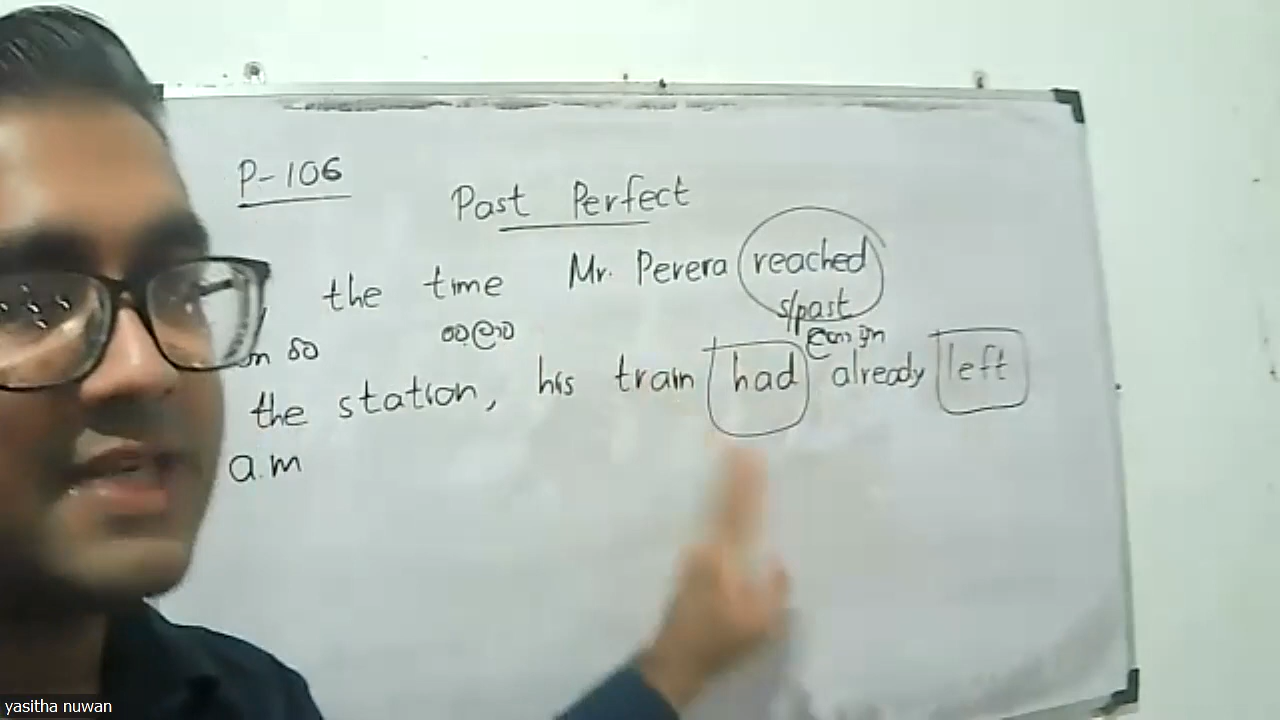 P-106
Past Perfect
the time Mr. Perera reached
s/past
the station, his train had already left
a.m
yasitha nuwan